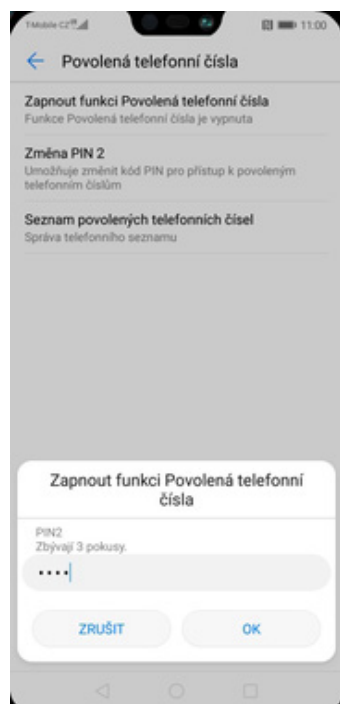 T-Mobile CZ
11:00
Povolená telefonní čísla
Zapnout funkci Povolená telefonní čísla
Funkce Povolená telefonní čísla je vypnuta
Změna PIN 2
Umožňuje změnit kód PIN pro přístup k povoleným
telefonním číslům
Seznam povolených telefonních čísel
Správa telefonního seznamu
Zapnout funkci Povolená telefonní
čísla
PIN2
Zbývají 3 pokusy.
••••
ZRUŠIT
OK